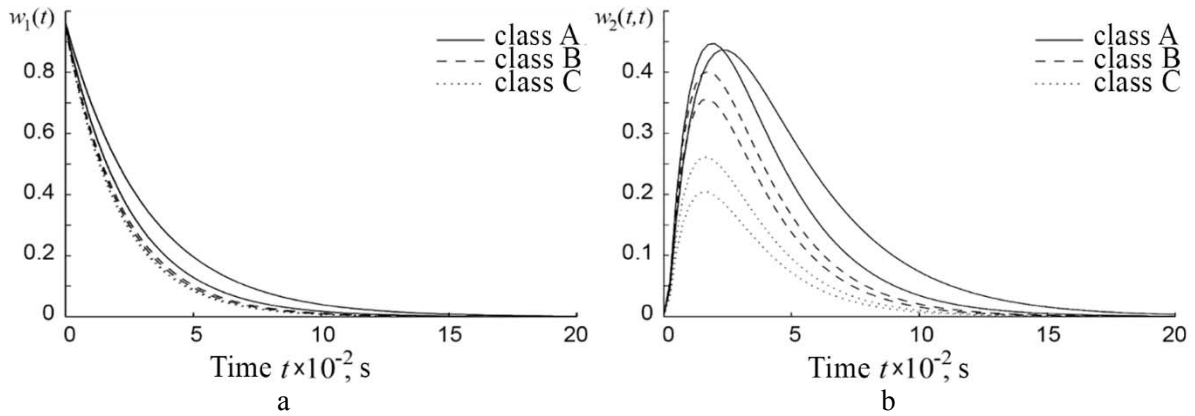 w₁(t)
0.8
0.6
0.4
0.2
0
0
5
10
15
20
class A
class B
class C
Time t×10⁻², s
a
w₂(t,t)
0.4
0.3
0.2
0.1
0
0
5
10
15
20
class A
class B
class C
Time t×10⁻², s
b